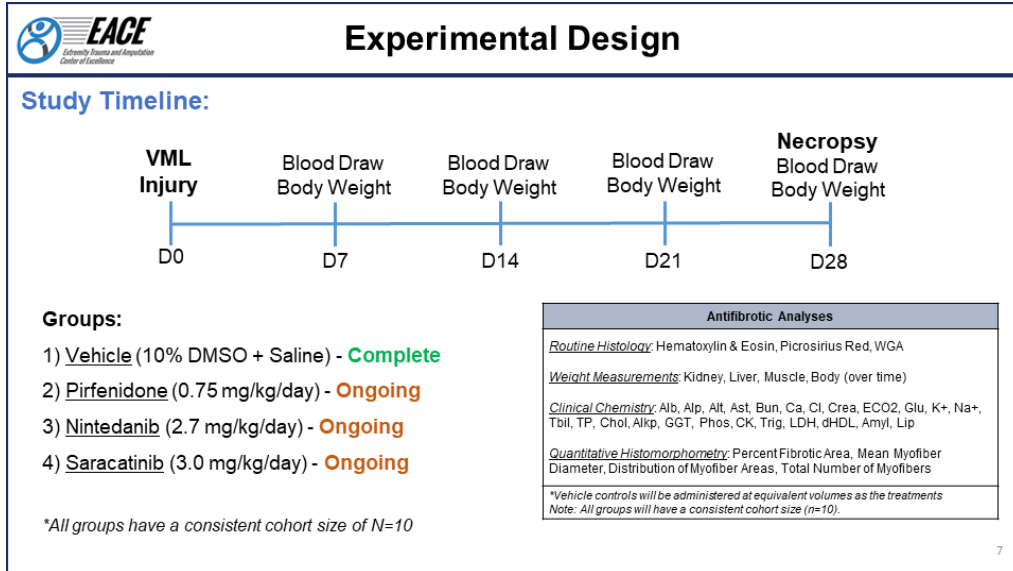 EACE
Extremity Trauma and Amputation
Center of Excellence
Experimental Design
Study Timeline:
VML
Injury
Blood Draw
Body Weight
Blood Draw
Body Weight
Blood Draw
Body Weight
Necropsy
Blood Draw
Body Weight
D0
D7
D14
D21
D28
Groups:
1) Vehicle (10% DMSO + Saline) - Complete
2) Pirfenidone (0.75 mg/kg/day) - Ongoing
3) Nintedanib (2.7 mg/kg/day) - Ongoing
4) Saracatinib (3.0 mg/kg/day) - Ongoing
*All groups have a consistent cohort size of N=10
Antifibrotic Analyses
Routine Histology: Hematoxylin & Eosin, Picrosirius Red, WGA
Weight Measurements: Kidney, Liver, Muscle, Body (over time)
Clinical Chemistry: Alb, Alp, Alt, Ast, Bun, Ca, Cl, Crea, ECO2, Glu, K+, Na+,
Tbil, TP, Chol, Alkp, GGT, Phos, CK, Trig, LDH, dHDL, Amyl, Lip
Quantitative Histomorphometry: Percent Fibrotic Area, Mean Myofiber
Diameter, Distribution of Myofiber Areas, Total Number of Myofibers
*Vehicle controls will be administered at equivalent volumes as the treatments
Note: All groups will have a consistent cohort size (n=10).
7